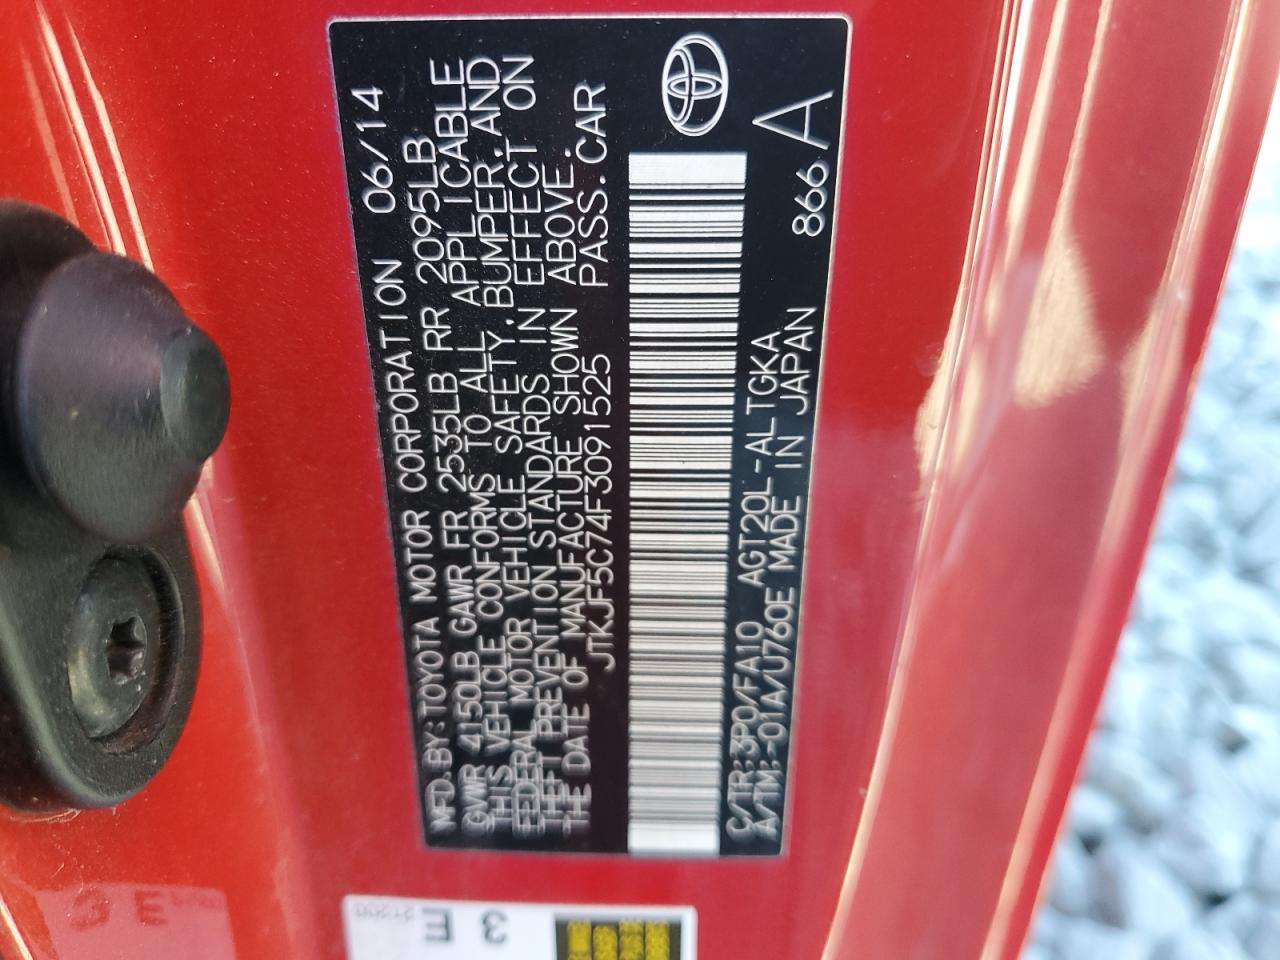 MFD.BY:TOYOTA MOTOR CORPORATION 06/14
GVWR 4150LB GAWR FR 2535LB RR 2095LB
THIS VEHICLE CONFORMS TO ALL APPLICABLE
FEDERAL MOTOR VEHICLE SAFETY,BUMPER,AND
THEFT PREVENTION STANDARDS IN EFFECT ON
THE DATE OF MANUFACTURE SHOWN ABOVE.
JTKJF5C74F3091525 PASS.CAR
C/TR:3P0/FA10 AGT20L-ALTGKA
A/TM:-01A/U760E MADE IN JAPAN 866 A
3 E